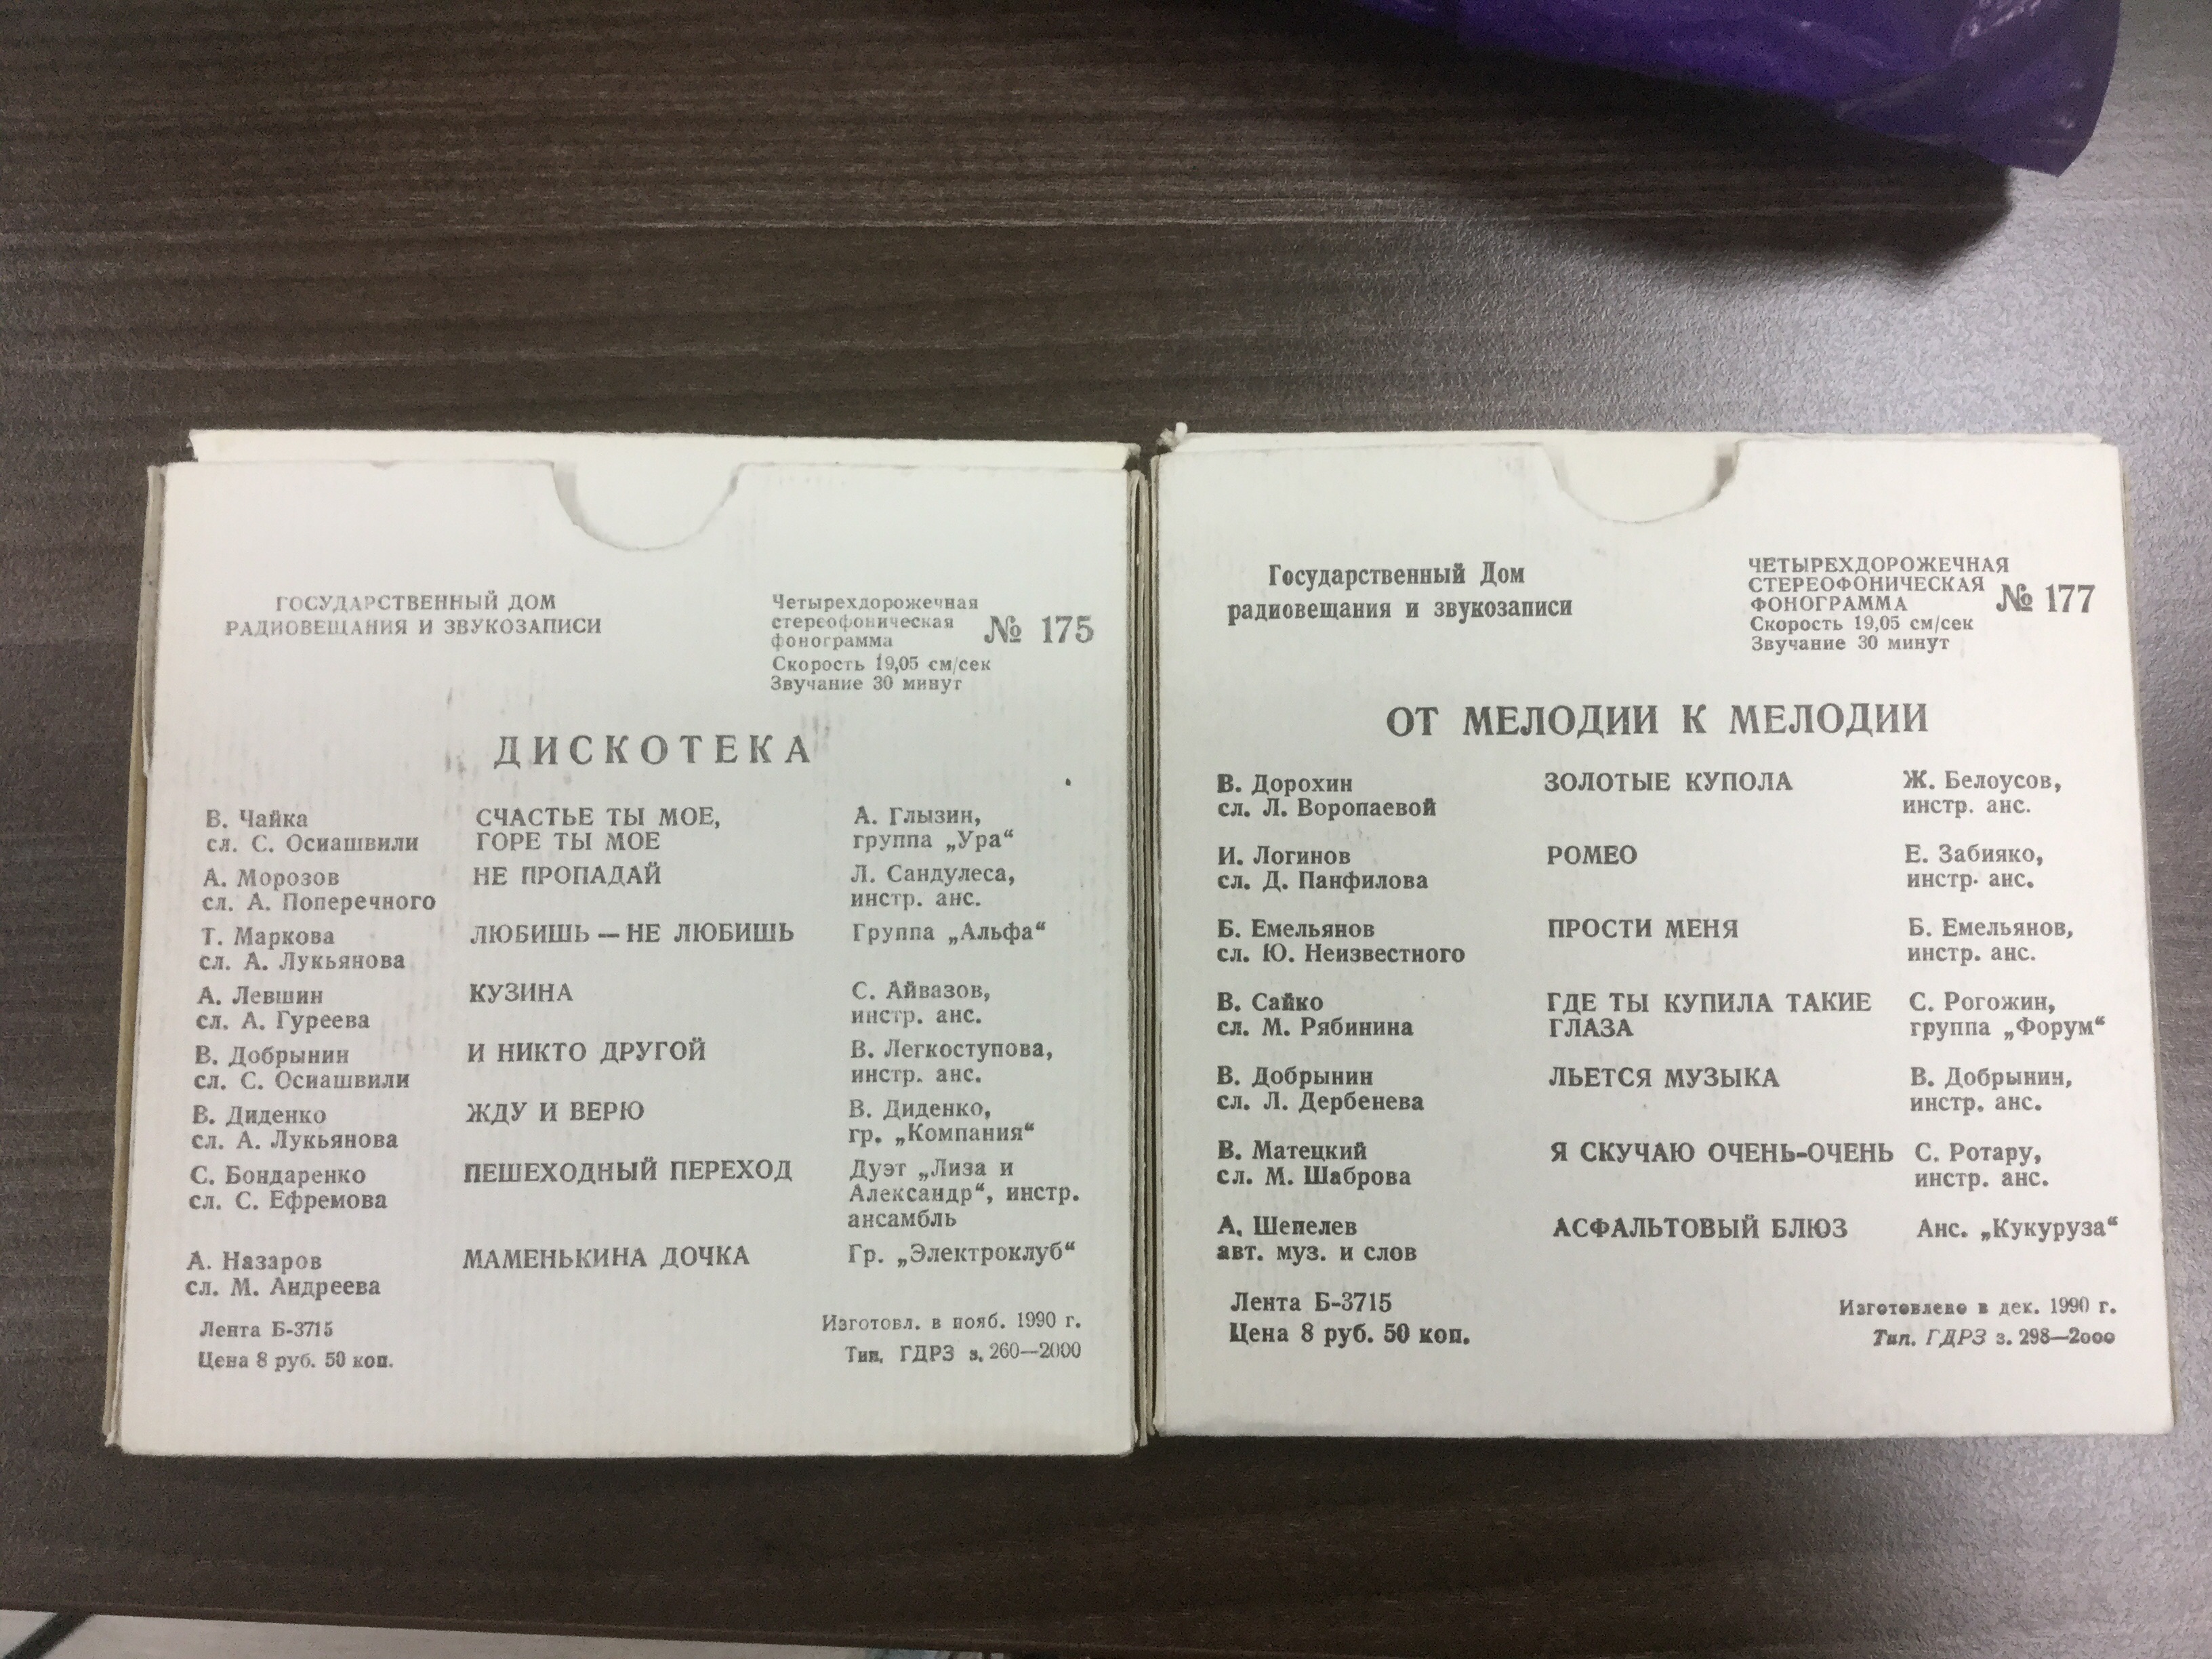 ГОСУДАРСТВЕННЫЙ ДОМ
РАДИОВЕЩАНИЯ И ЗВУКОЗАПИСИ
Четырехдорожечная
стереофоническая
фонограмма
№ 175
Скорость 19,05 см/сек
Звучание 30 минут
ДИСКОТЕКА
В. Чайка СЧАСТЬЕ ТЫ МОЕ, А. Глызин,
сл. С. Осиашвили ГОРЕ ТЫ МОЕ группа „Ура“
А. Морозов НЕ ПРОПАДАЙ Л. Сандулеса,
сл. А. Поперечного инстр. анс.
Т. Маркова ЛЮБИШЬ — НЕ ЛЮБИШЬ Группа „Альфа“
сл. А. Лукьянова
А. Левшин КУЗИНА С. Айвазов,
сл. А. Гуреева инстр. анс.
В. Добрынин И НИКТО ДРУГОЙ В. Легкоступова,
сл. С. Осиашвили инстр. анс.
В. Диденко ЖДУ И ВЕРЮ В. Диденко,
сл. А. Лукьянова гр. „Компания“
С. Бондаренко ПЕШЕХОДНЫЙ ПЕРЕХОД Дуэт „Лиза и
сл. С. Ефремова Александр“, инстр.
ансамбль
А. Назаров МАМЕНЬКИНА ДОЧКА Гр. „Электроклуб“
сл. М. Андреева
Лента Б-3715 Изготовл. в нояб. 1990 г.
Цена 8 руб. 50 коп. Тип. ГДРЗ з. 260—2000
Государственный Дом
радиовещания и звукозаписи
ЧЕТЫРЕХДОРОЖЕЧНАЯ
СТЕРЕОФОНИЧЕСКАЯ
ФОНОГРАММА
№ 177
Скорость 19,05 см/сек
Звучание 30 минут
ОТ МЕЛОДИИ К МЕЛОДИИ
В. Дорохин ЗОЛОТЫЕ КУПОЛА Ж. Белоусов,
сл. Л. Воропаевой инстр. анс.
И. Логинов РОМЕО Е. Забияко,
сл. Д. Панфилова инстр. анс.
Б. Емельянов ПРОСТИ МЕНЯ Б. Емельянов,
сл. Ю. Неизвестного инстр. анс.
В. Сайко ГДЕ ТЫ КУПИЛА ТАКИЕ С. Рогожин,
сл. М. Рябинина ГЛАЗА группа „Форум“
В. Добрынин ЛЬЕТСЯ МУЗЫКА В. Добрынин,
сл. Л. Дербенева инстр. анс.
В. Матецкий Я СКУЧАЮ ОЧЕНЬ-ОЧЕНЬ С. Ротару,
сл. М. Шаброва инстр. анс.
А. Шепелев АСФАЛЬТОВЫЙ БЛЮЗ Анс. „Кукуруза“
авт. муз. и слов
Лента Б-3715 Изготовлено в дек. 1990 г.
Цена 8 руб. 50 коп. Тип. ГДРЗ з. 298—2000